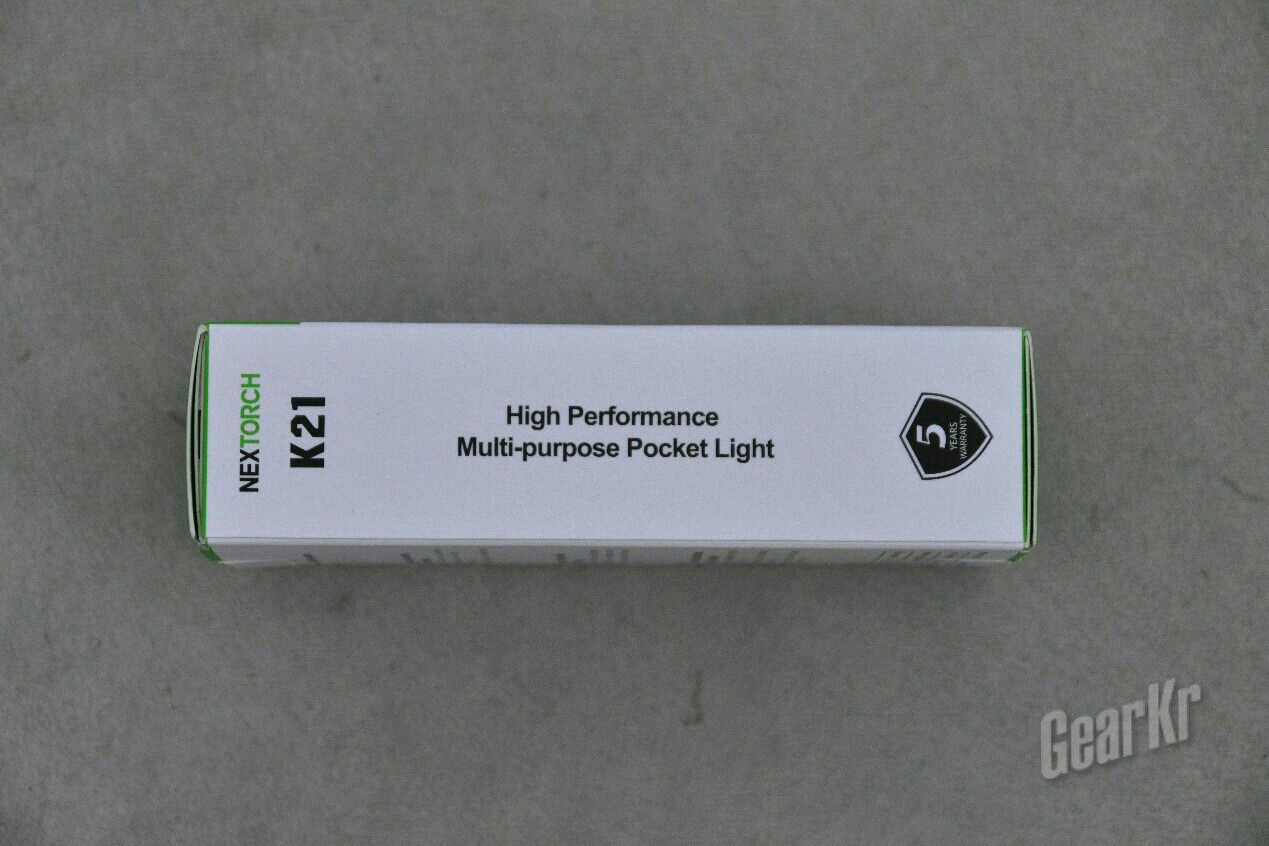 NEXTORCH
K21
High Performance
Multi-purpose Pocket Light
5
YEARS
WARRANTY
GearKr